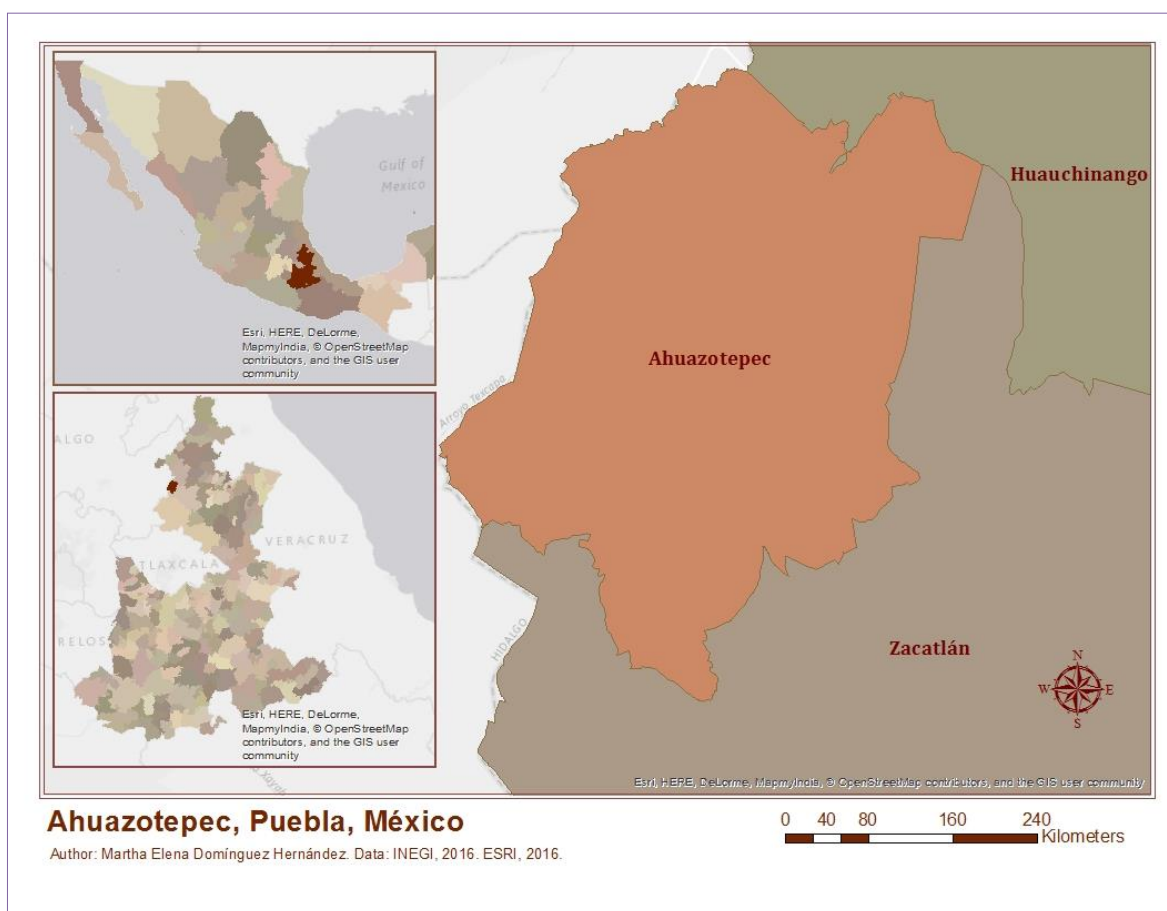 Gulf of
Mexico
Esri, HERE, DeLorme,
MapmyIndia, © OpenStreetMap
contributors, and the GIS user
community
ALGO
VERACRUZ
TLAXCALA
RELOS
Esri, HERE, DeLorme,
MapmyIndia, © OpenStreetMap
contributors, and the GIS user
community
Huauchinango
Ahuazotepec
Arroyo Texcapa
HIDALGO
Zacatlán
N
W E
S
Esri, HERE, DeLorme, MapmyIndia, © OpenStreetMap contributors, and the GIS user community
Ahuazotepec, Puebla, México
Author: Martha Elena Domínguez Hernández. Data: INEGI, 2016. ESRI, 2016.
0 40 80 160 240
Kilometers